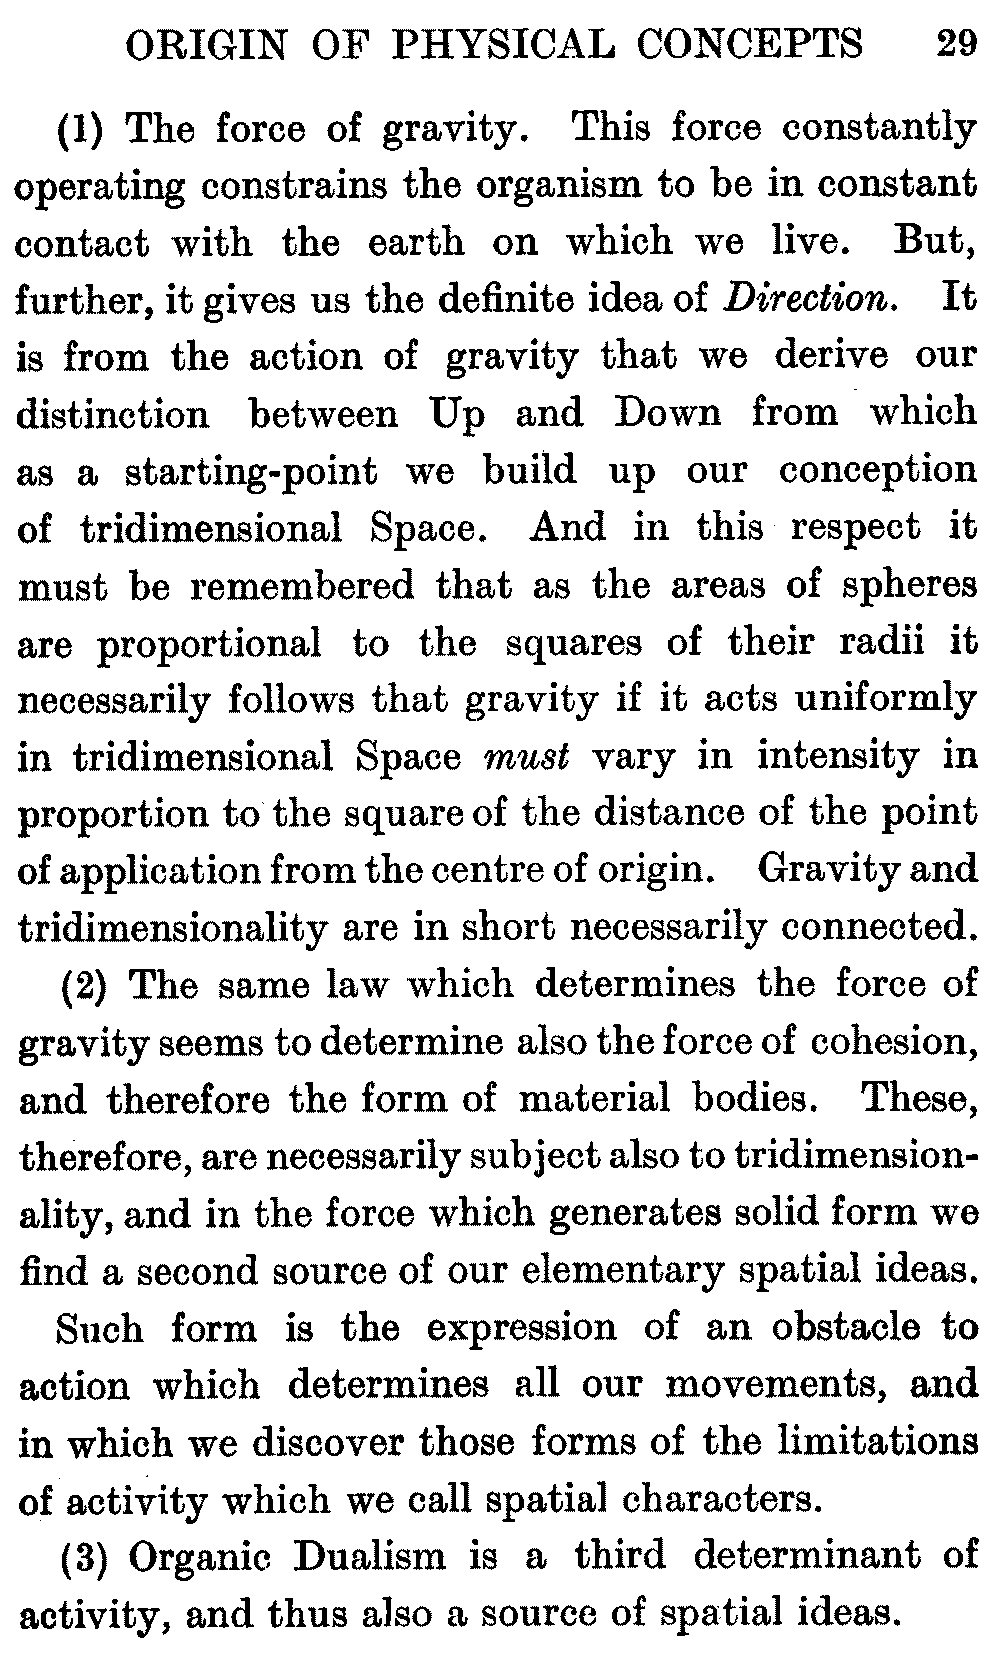 ORIGIN OF PHYSICAL CONCEPTS 29
(1) The force of gravity. This force constantly
operating constrains the organism to be in constant
contact with the earth on which we live. But,
further, it gives us the definite idea of Direction. It
is from the action of gravity that we derive our
distinction between Up and Down from which
as a starting-point we build up our conception
of tridimensional Space. And in this respect it
must be remembered that as the areas of spheres
are proportional to the squares of their radii it
necessarily follows that gravity if it acts uniformly
in tridimensional Space must vary in intensity in
proportion to the square of the distance of the point
of application from the centre of origin. Gravity and
tridimensionality are in short necessarily connected.
(2) The same law which determines the force of
gravity seems to determine also the force of cohesion,
and therefore the form of material bodies. These,
therefore, are necessarily subject also to tridimension-
ality, and in the force which generates solid form we
find a second source of our elementary spatial ideas.
Such form is the expression of an obstacle to
action which determines all our movements, and
in which we discover those forms of the limitations
of activity which we call spatial characters.
(3) Organic Dualism is a third determinant of
activity, and thus also a source of spatial ideas.